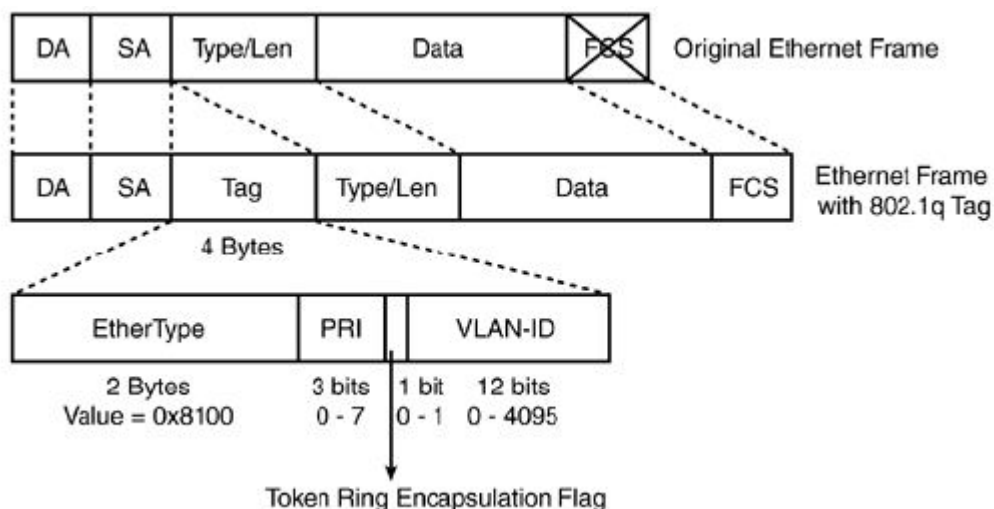 DA SA Type/Len Data FCS Original Ethernet Frame
DA SA Tag Type/Len Data FCS Ethernet Frame
with 802.1q Tag
4 Bytes
EtherType PRI VLAN-ID
2 Bytes 3 bits 1 bit 12 bits
Value = 0x8100 0 - 7 0 - 1 0 - 4095
Token Ring Encapsulation Flag